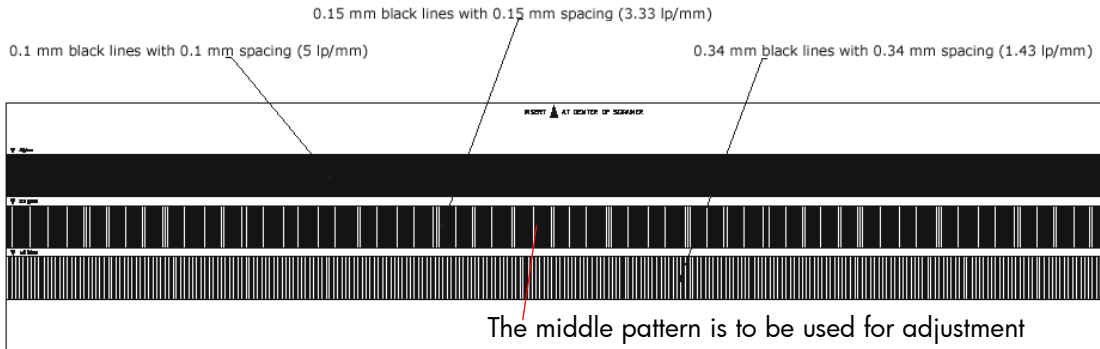 0.15 mm black lines with 0.15 mm spacing (3.33 lp/mm)
0.1 mm black lines with 0.1 mm spacing (5 lp/mm)
0.34 mm black lines with 0.34 mm spacing (1.43 lp/mm)
INSERT ▲ AT CENTER OF SCANNER
The middle pattern is to be used for adjustment